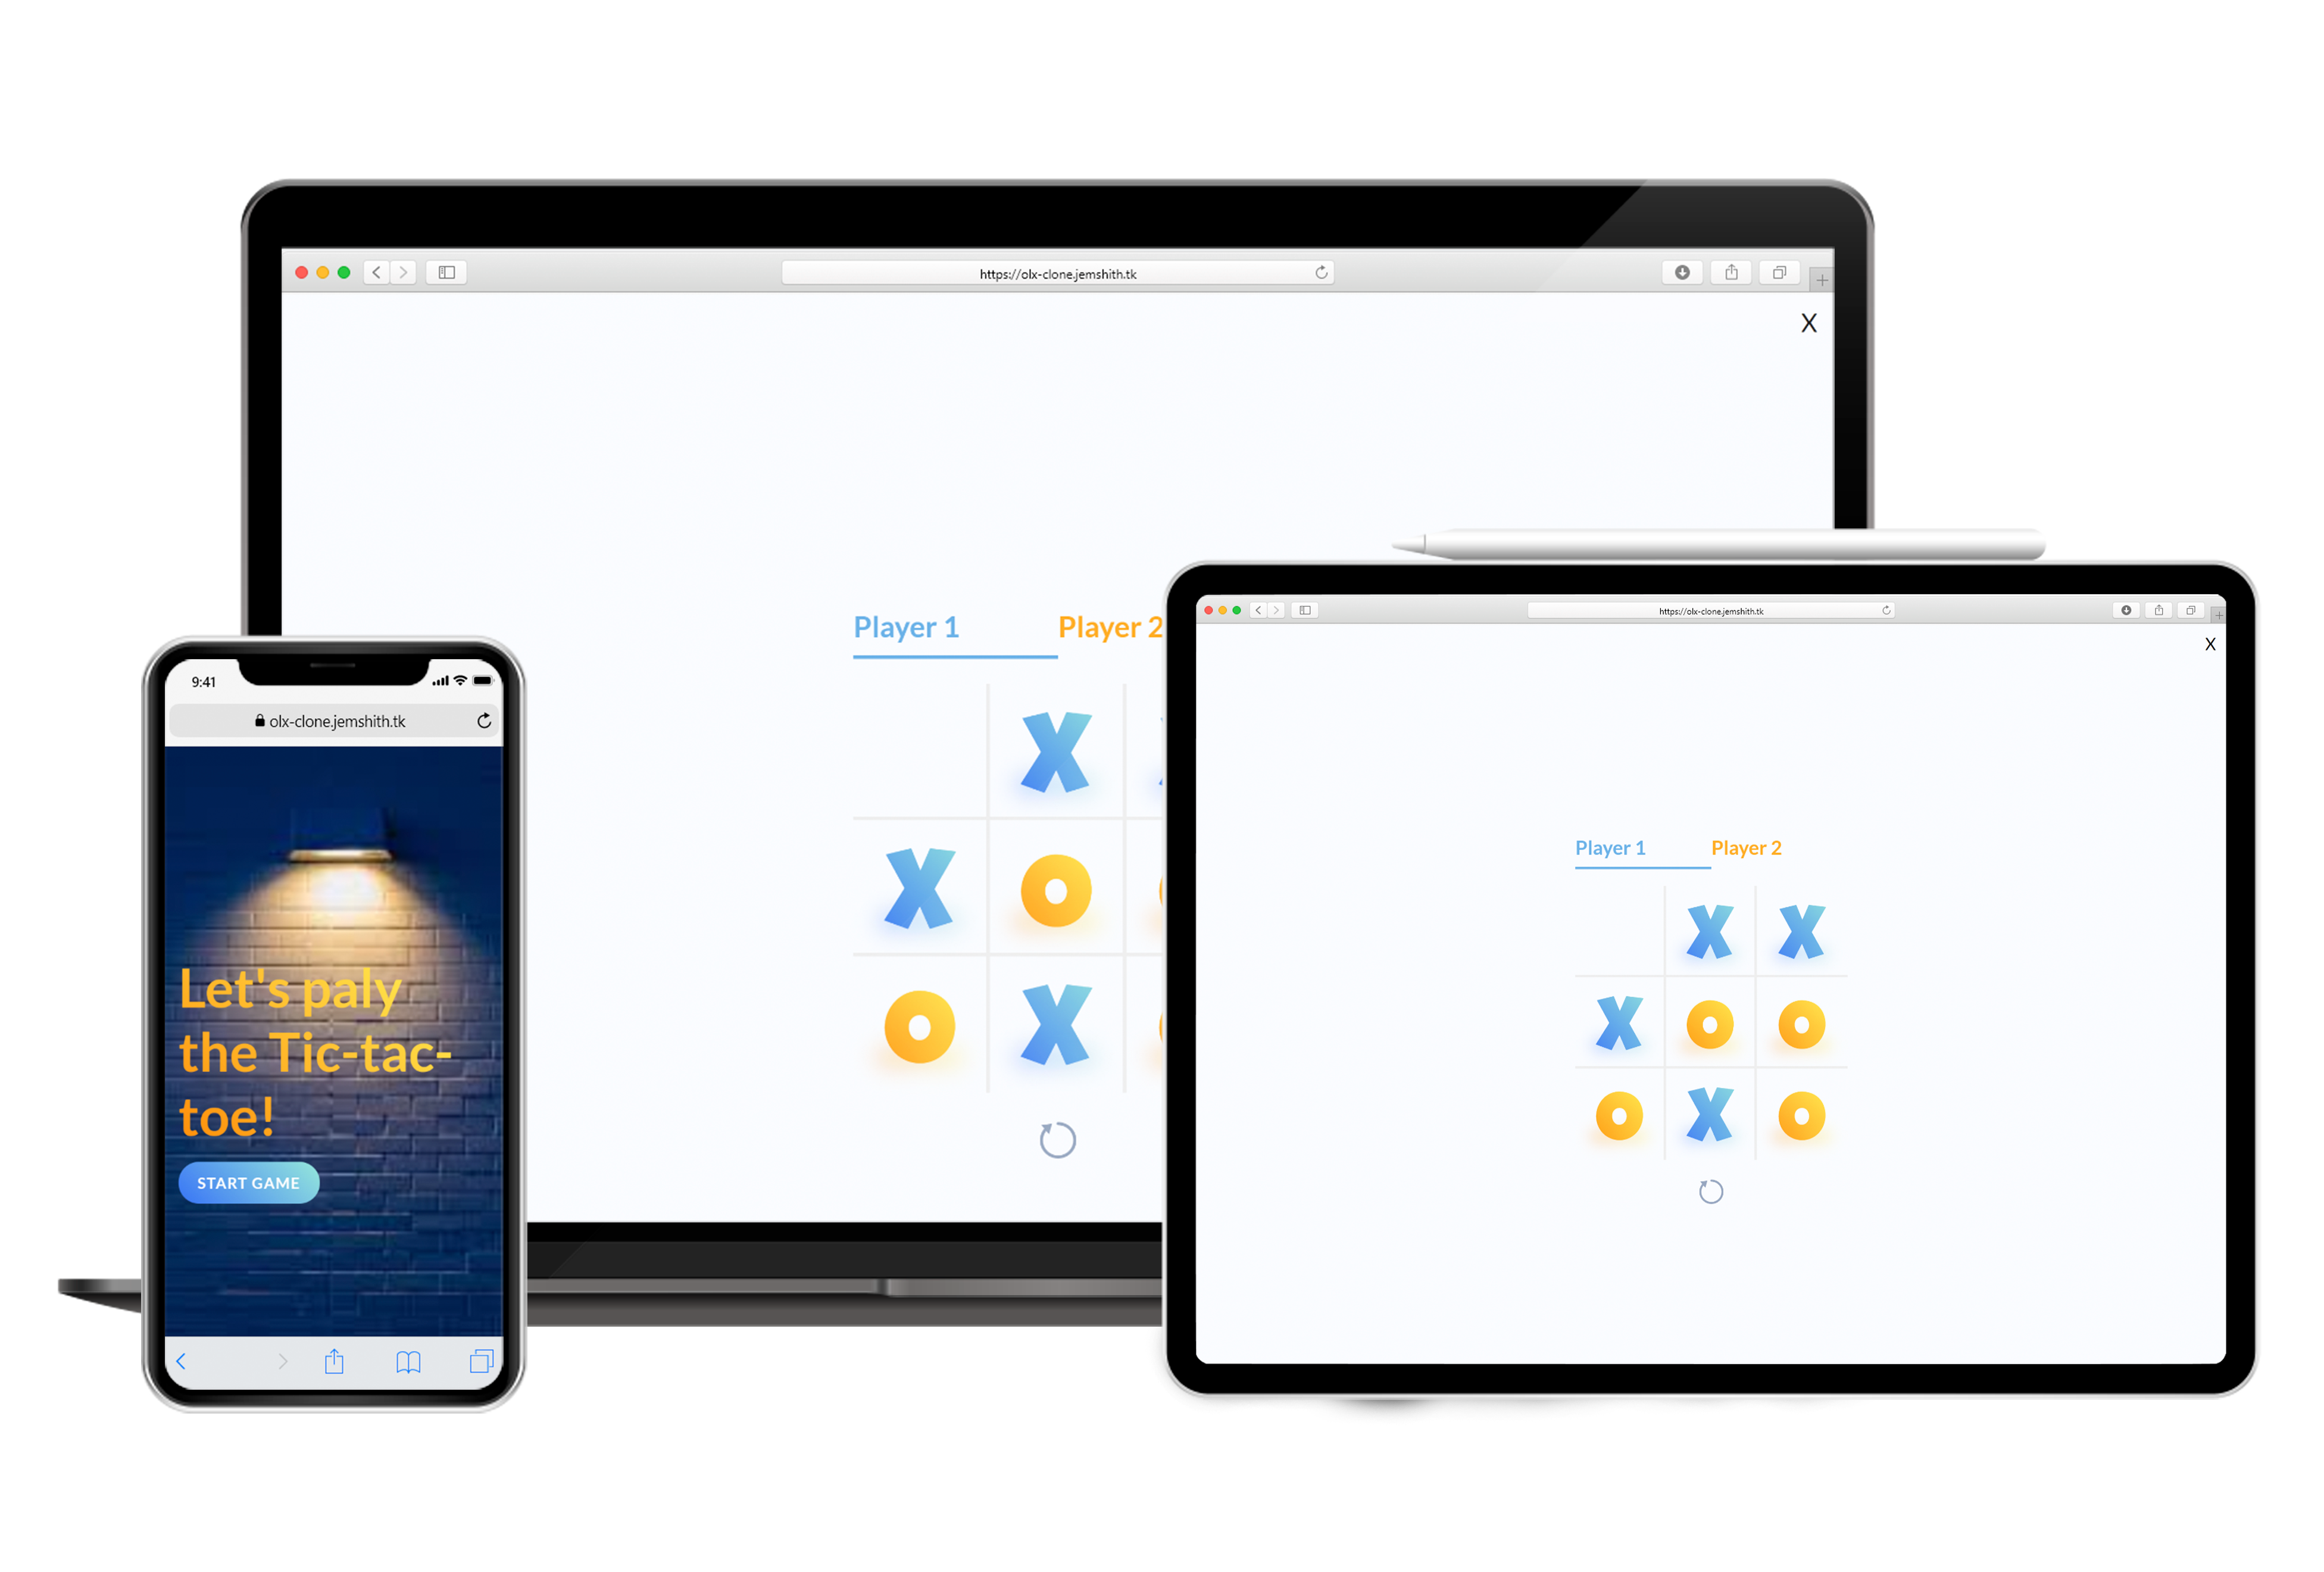 https://olx-clone.jemshith.tk
X
Player 1 Player 2
X
X O
O X
9:41
olx-clone.jemshith.tk
Let's paly
the Tic-tac-
toe!
START GAME
https://olx-clone.jemshith.tk
X
Player 1 Player 2
X X
X O O
O X O